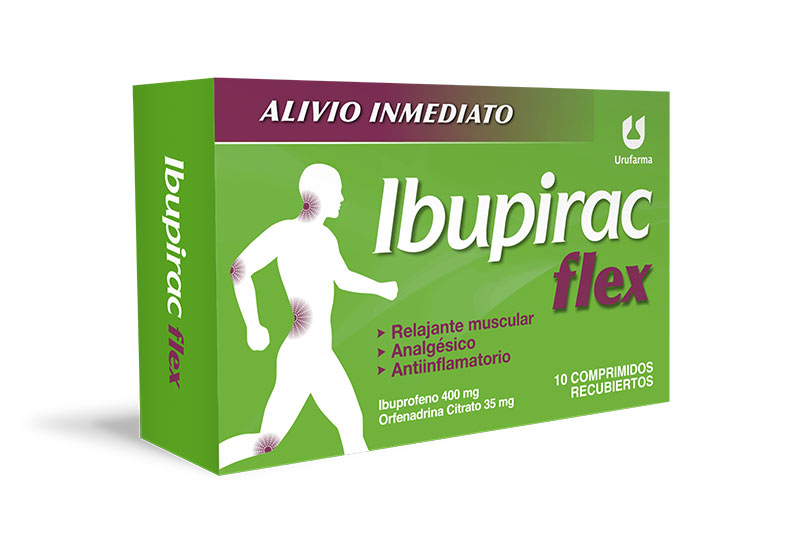 ALIVIO INMEDIATO
Urufarma
Ibupirac
flex
Relajante muscular
Analgésico
Antiinflamatorio
Ibuprofeno 400 mg
Orfenadrina Citrato 35 mg
10 COMPRIMIDOS
RECUBIERTOS
Ibupirac flex